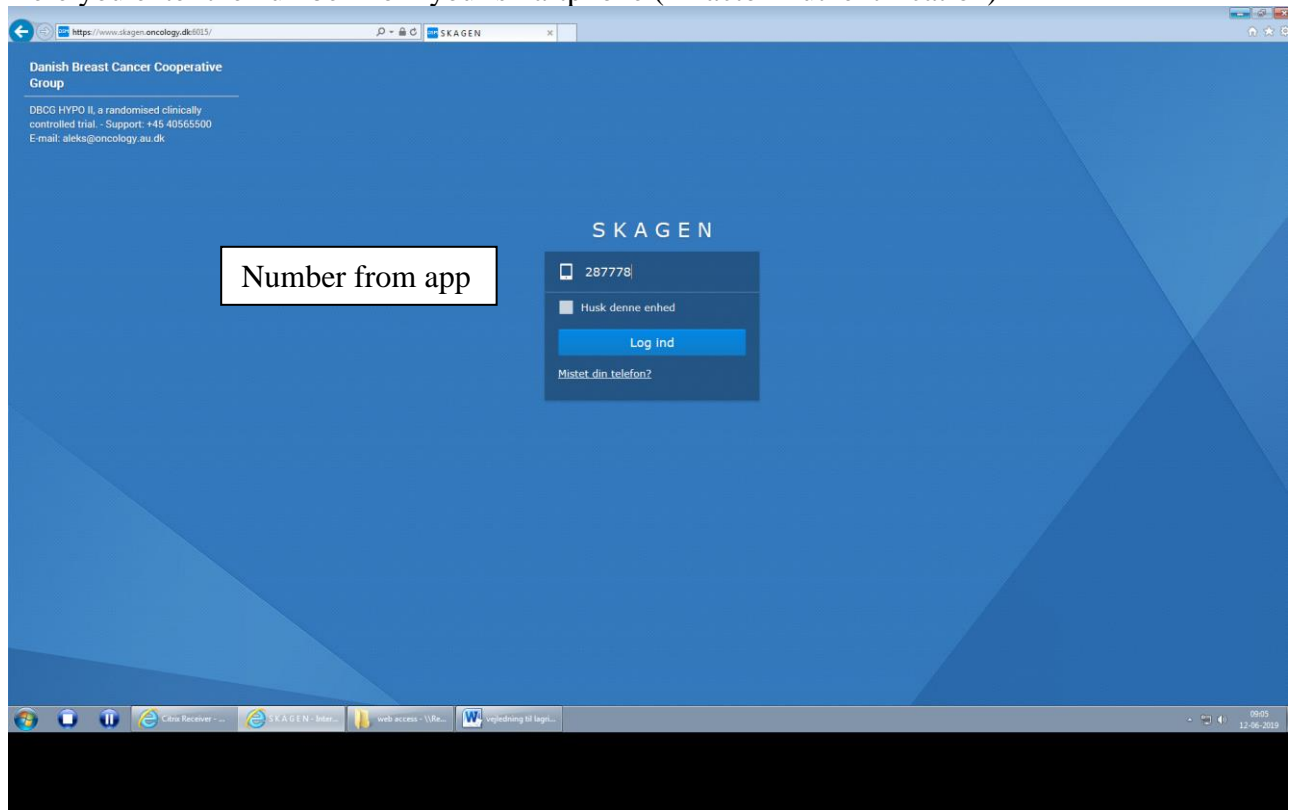 https://www.skagen.oncology.dk:6015/
SKAGEN
Danish Breast Cancer Cooperative
Group
DBCG HYPO II, a randomised clinically
controlled trial. - Support: +45 40565500
E-mail: aleks@oncology.au.dk
SKAGEN
Number from app
287778
Husk denne enhed
Log ind
Mistet din telefon?
Citrix Receiver - ...
SKAGEN - Inter...
web access - \\Re...
vejledning til lagri...
09:05
12-06-2019